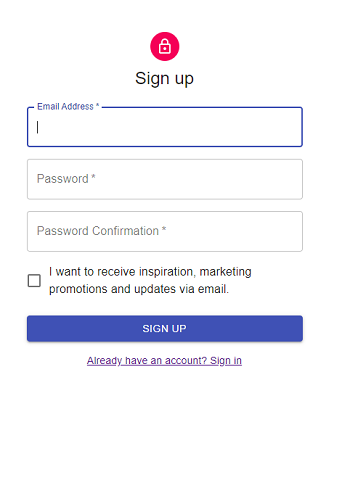 Sign up
Email Address *
Password *
Password Confirmation *
I want to receive inspiration, marketing
promotions and updates via email.
SIGN UP
Already have an account? Sign in